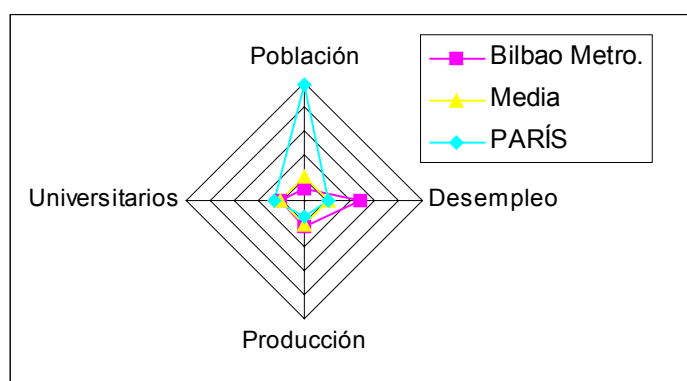 Población
Bilbao Metro.
Media
PARÍS
Universitarios
Desempleo
Producción